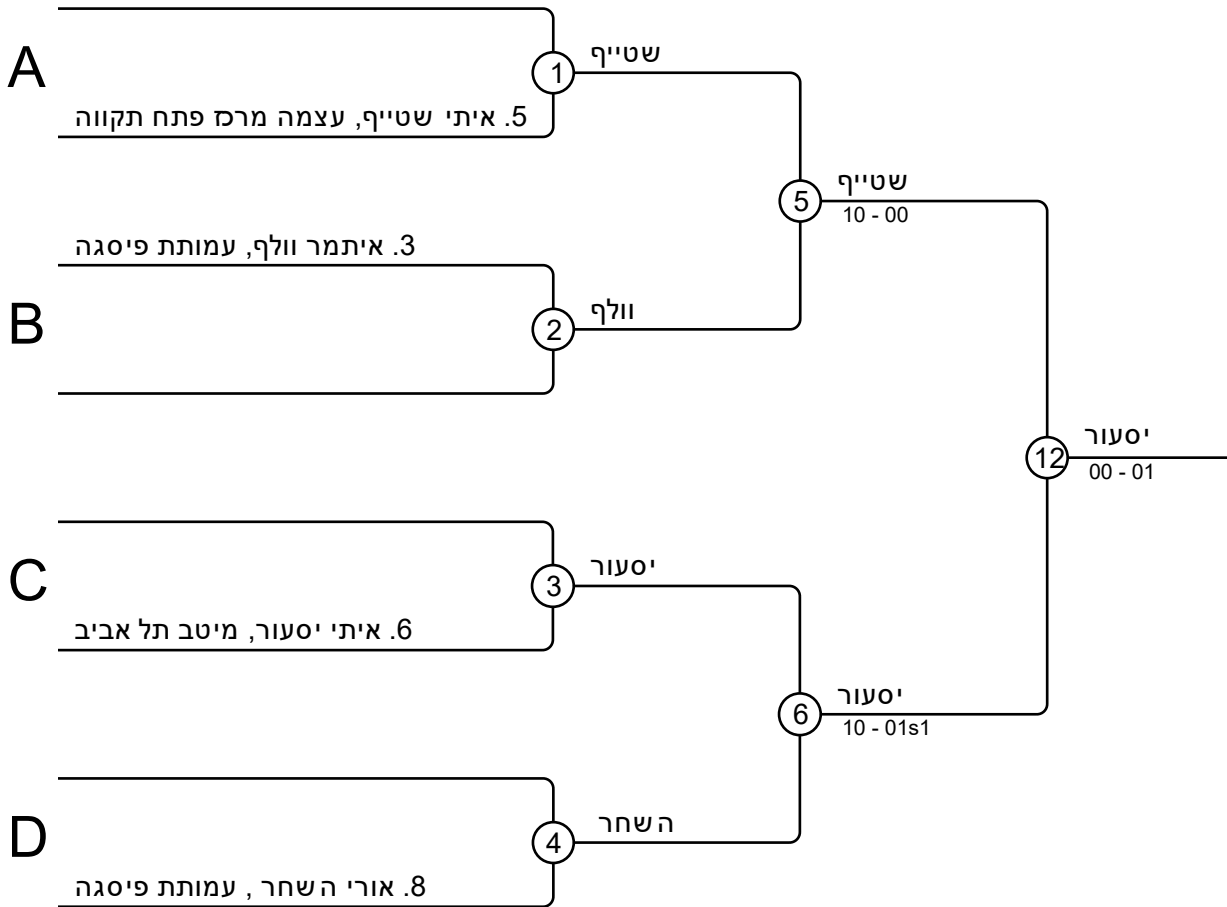 A
1
שטייף
5. איתי שטייף, עצמה מרכז פתח תקווה
5
שטייף
10 - 00
3. איתמר וולף, עמותת פיסגה
B
2
וולף
12
יסעור
00 - 01
C
3
יסעור
6. איתי יסעור, מיטב תל אביב
6
יסעור
10 - 01s1
D
4
השחר
8. אורי השחר , עמותת פיסגה